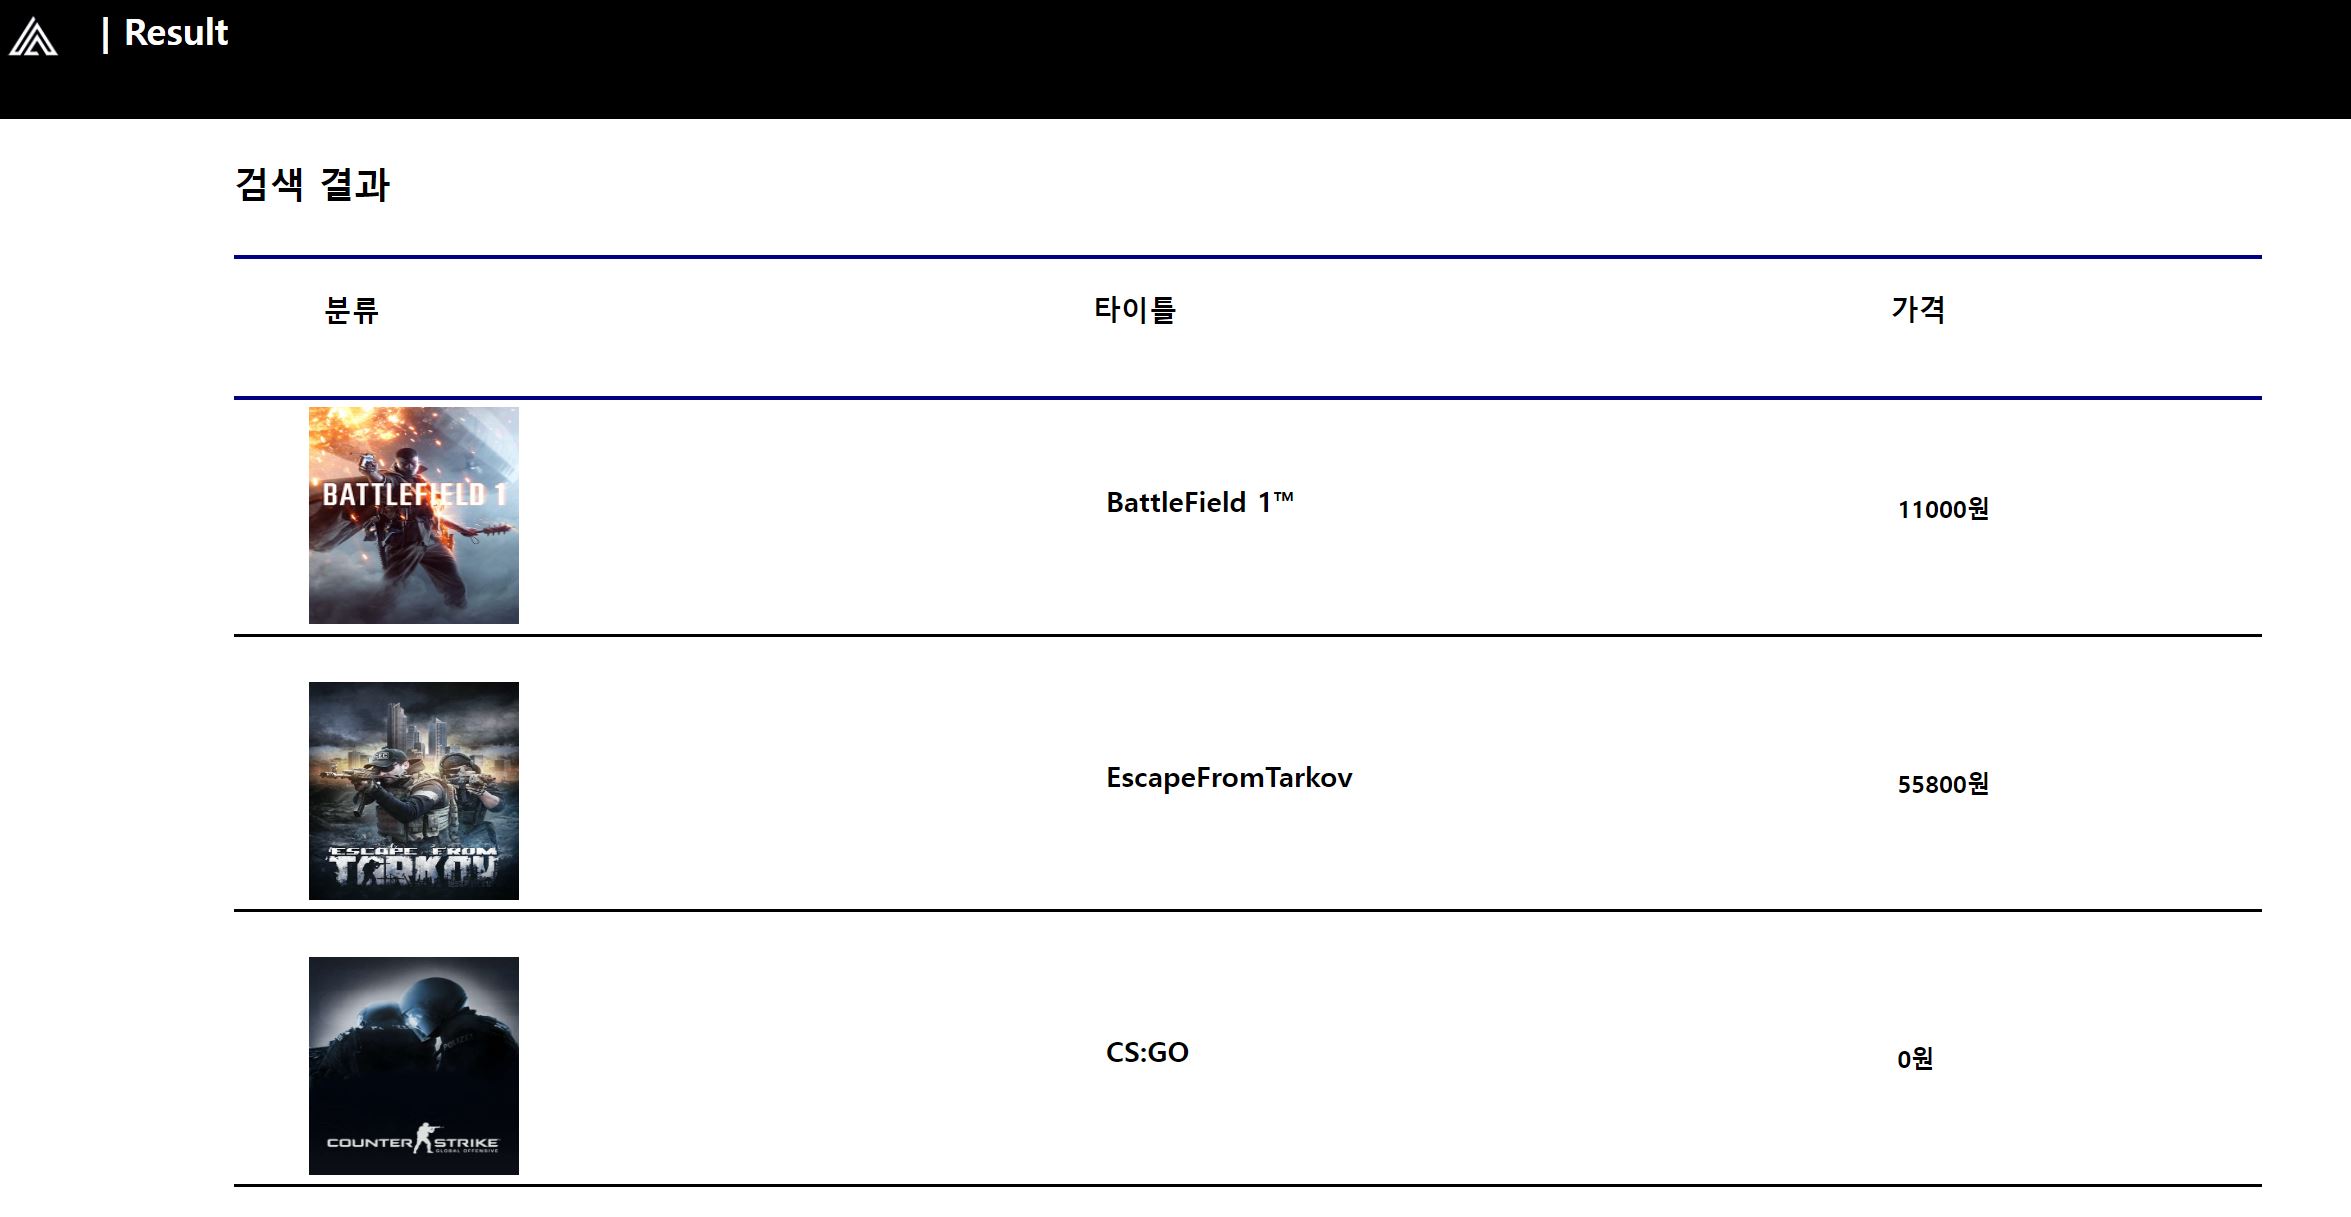 | Result
검색 결과
분류 타이틀 가격
BATTLEFIELD 1
BattleField 1™ 11000원
EscapeFromTarkov 55800원
ESCAPE FROM
TARKOV
CS:GO 0원
POLIZEI
COUNTER STRIKE
GLOBAL OFFENSIVE